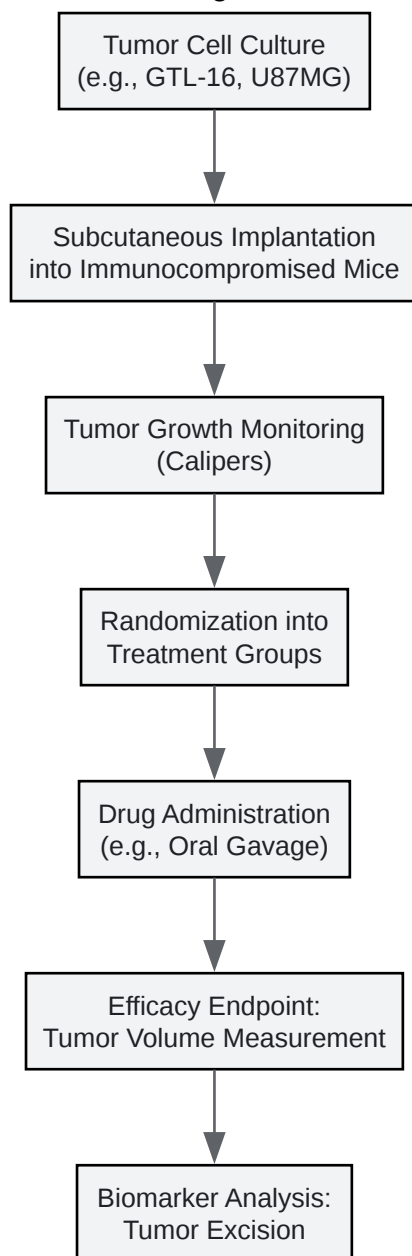 Tumor Cell Culture
(e.g., GTL-16, U87MG)
Subcutaneous Implantation
into Immunocompromised Mice
Tumor Growth Monitoring
(Calipers)
Randomization into
Treatment Groups
Drug Administration
(e.g., Oral Gavage)
Efficacy Endpoint:
Tumor Volume Measurement
Biomarker Analysis:
Tumor Excision